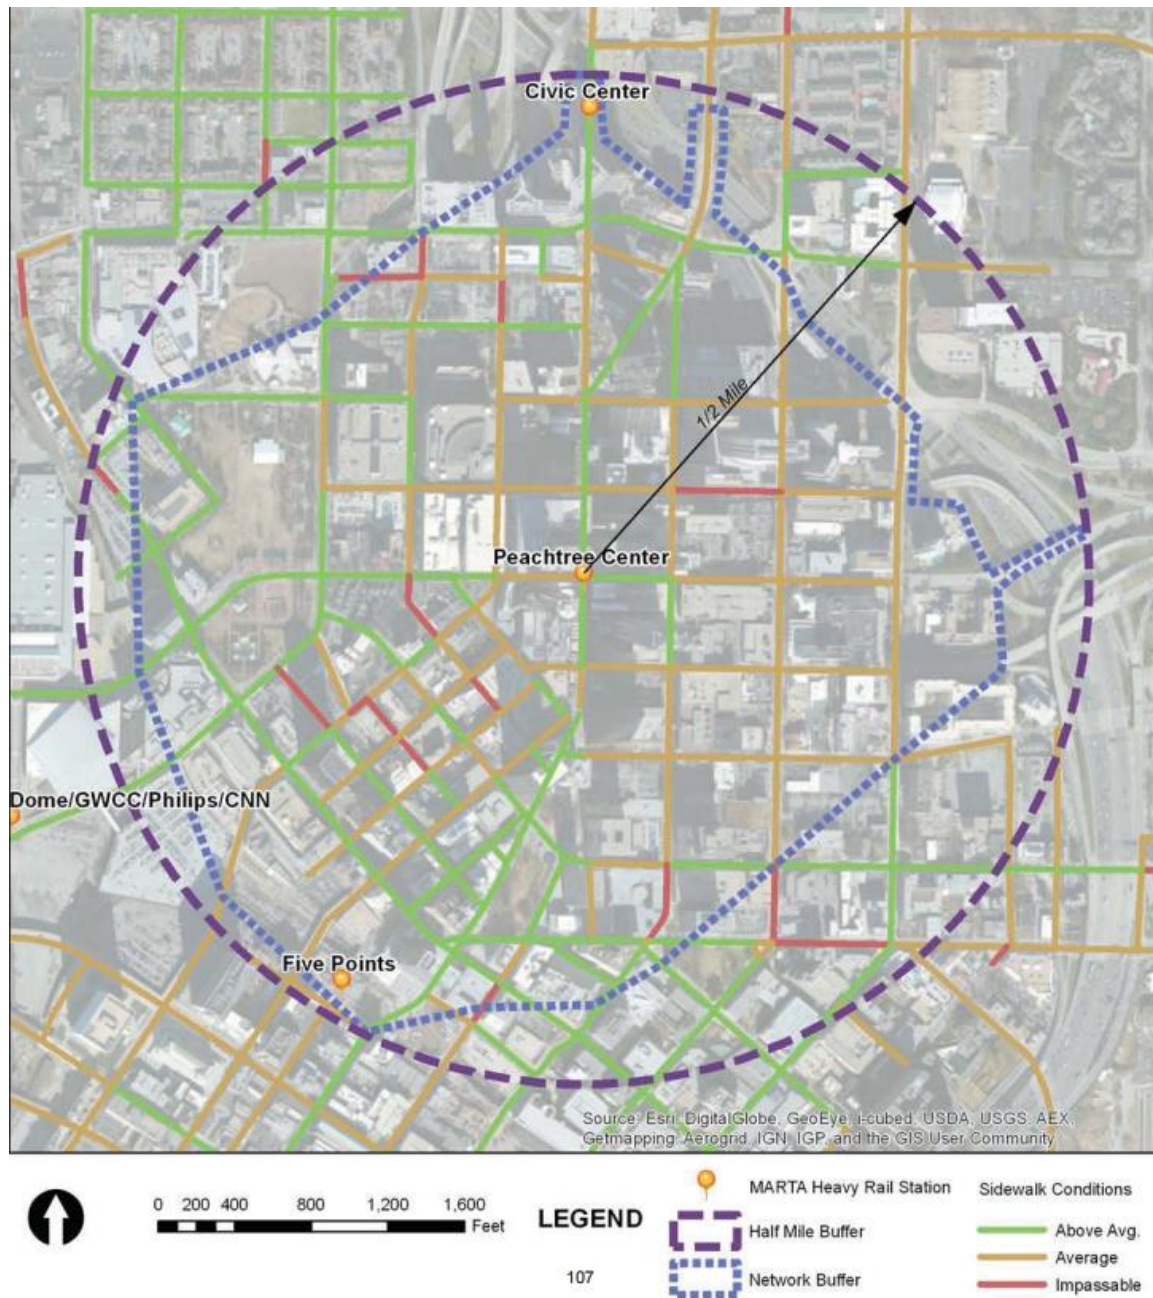 Civic Center
1/2 Mile
Peachtree Center
Dome/GWCC/Philips/CNN
Five Points
Source: Esri, DigitalGlobe, GeoEye, i-cubed, USDA, USGS, AEX,
Getmapping, Aerogrid, IGN, IGP, and the GIS User Community
0 200 400 800 1,200 1,600
Feet
LEGEND
107
MARTA Heavy Rail Station
Half Mile Buffer
Network Buffer
Sidewalk Conditions
Above Avg.
Average
Impassable